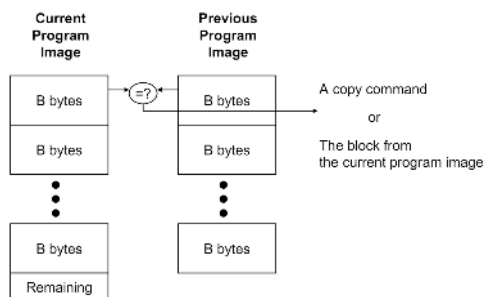 Current
Program
Image
Previous
Program
Image
B bytes
=?
B bytes
A copy command
or
B bytes
B bytes
The block from
the current program image
B bytes
B bytes
Remaining